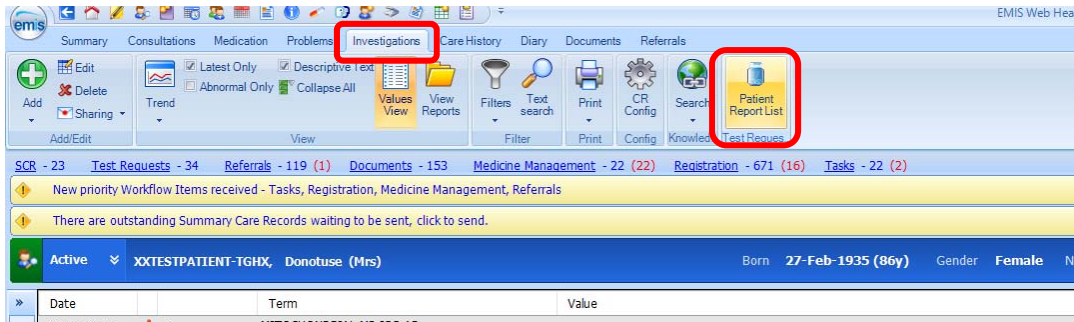 emis
EMIS Web Hea
Summary Consultations Medication Problems Investigations Care History Diary Documents Referrals
Add
Edit
Delete
Sharing
Add/Edit
Trend
Latest Only
Abnormal Only
Descriptive Text
Collapse All
Values View
View Reports
View
Filters
Text search
Filter
Print
Print
CR Config
Config
Search
Knowled
Patient Report List
Test Reques
SCR - 23 Test Requests - 34 Referrals - 119 (1) Documents - 153 Medicine Management - 22 (22) Registration - 671 (16) Tasks - 22 (2)
New priority Workflow Items received - Tasks, Registration, Medicine Management, Referrals
There are outstanding Summary Care Records waiting to be sent, click to send.
Active XXTESTPATIENT-TGHX, Donotuse (Mrs) Born 27-Feb-1935 (86y) Gender Female N
Date Term Value